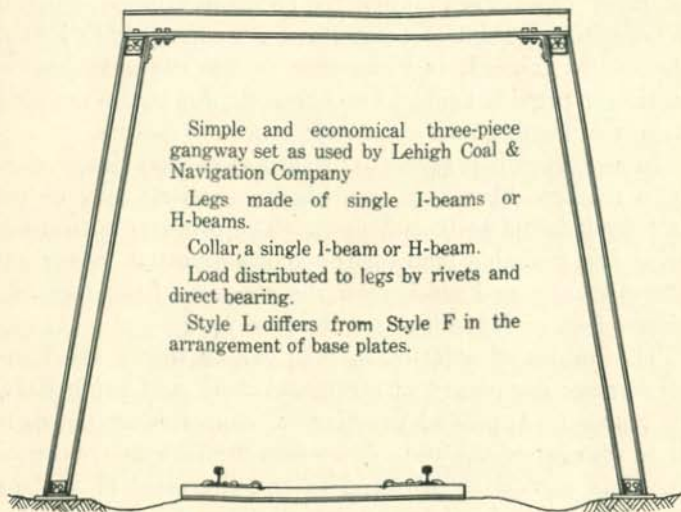 Simple and economical three-piece
gangway set as used by Lehigh Coal &
Navigation Company
Legs made of single I-beams or
H-beams.
Collar, a single I-beam or H-beam.
Load distributed to legs by rivets and
direct bearing.
Style L differs from Style F in the
arrangement of base plates.